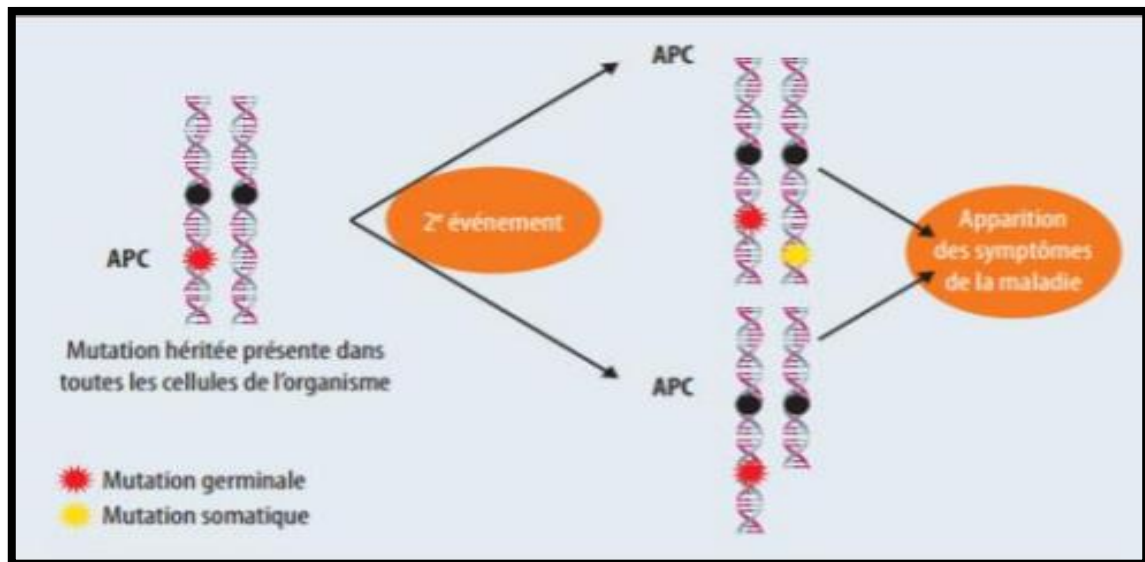 APC
APC
Mutation héritée présente dans
toutes les cellules de l'organisme
2e événement
APC
Apparition
des symptômes
de la maladie
Mutation germinale
Mutation somatique